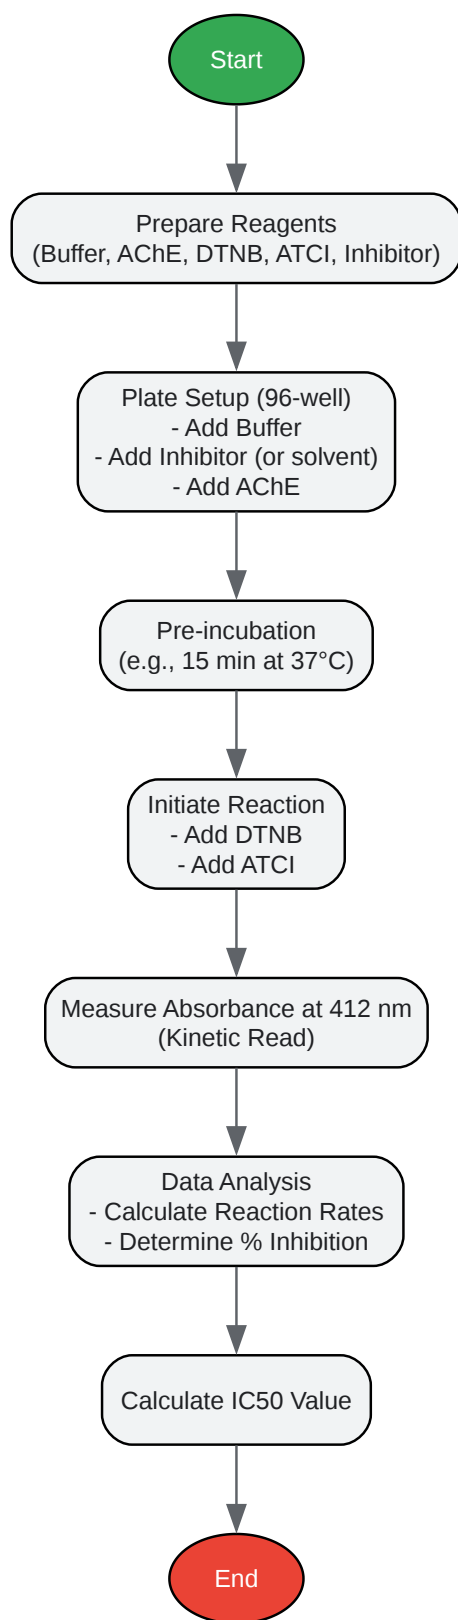 Start
Prepare Reagents
(Buffer, AChE, DTNB, ATCI, Inhibitor)
Plate Setup (96-well)
- Add Buffer
- Add Inhibitor (or solvent)
- Add AChE
Pre-incubation
(e.g., 15 min at 37°C)
Initiate Reaction
- Add DTNB
- Add ATCI
Measure Absorbance at 412 nm
(Kinetic Read)
Data Analysis
- Calculate Reaction Rates
- Determine % Inhibition
Calculate IC50 Value
End